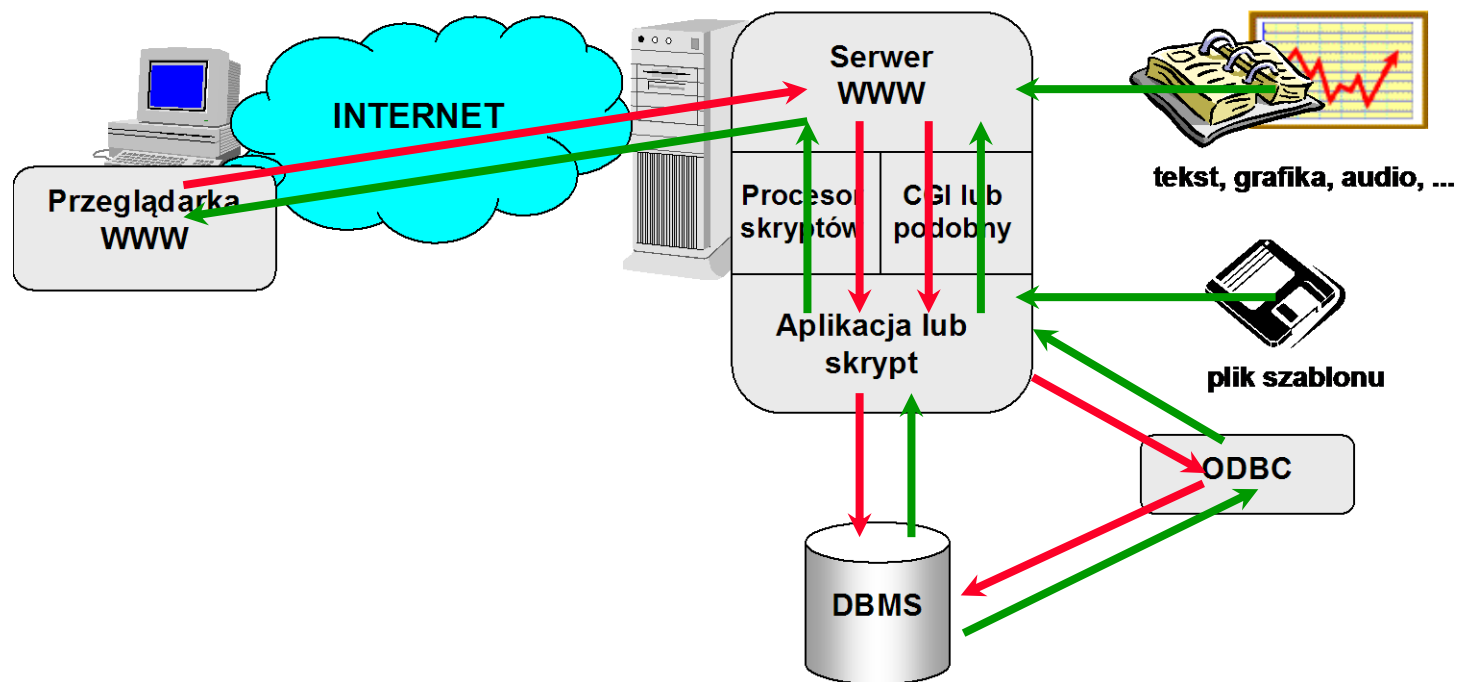 INTERNET
Przeglądarka
WWW
Serwer
WWW
Procesor
skryptów
CGI lub
podobny
Aplikacja lub
skrypt
tekst, grafika, audio, ...
plik szablonu
ODBC
DBMS